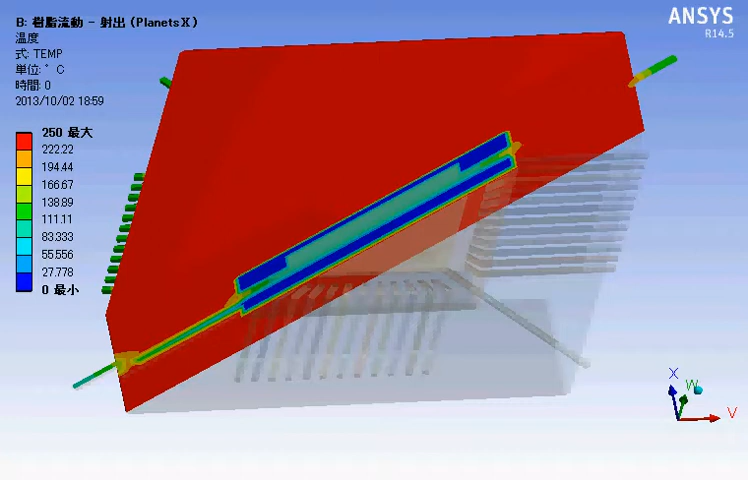 B: 樹脂流動 - 射出 (PlanetsX)
温度
式: TEMP
単位: ° C
時間: 0
2013/10/02 18:59
250 最大
222.22
194.44
166.67
138.89
111.11
83.333
55.556
27.778
0 最小
ANSYS
R14.5
X
W
V